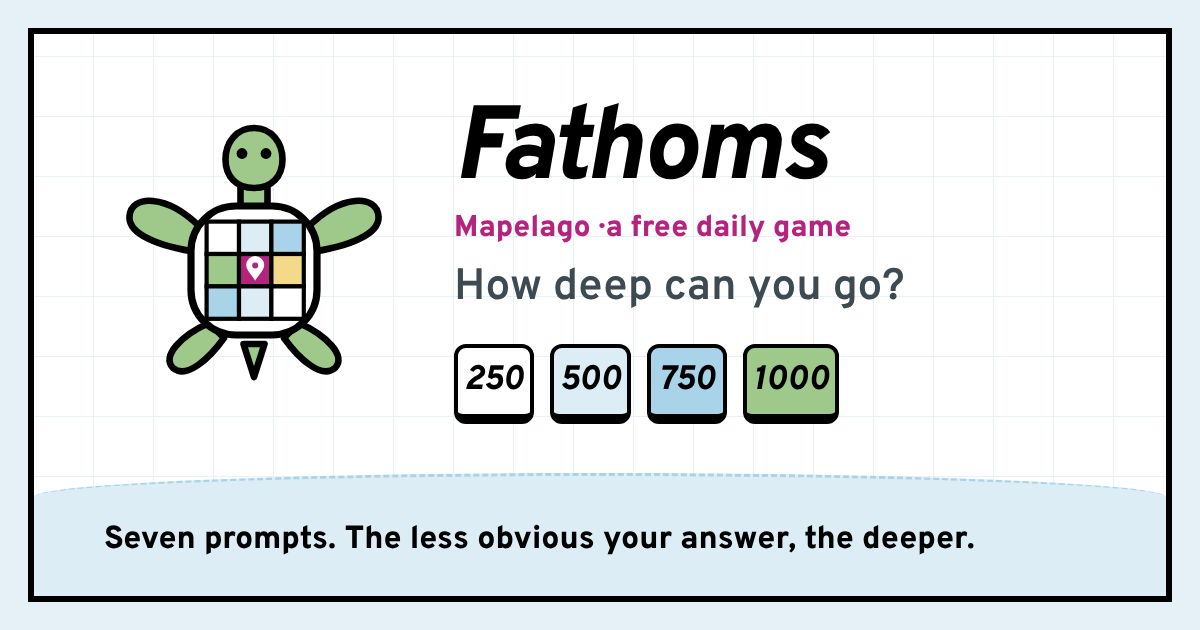 Fathoms
Mapelago ·a free daily game
How deep can you go?
250 500 750 1000
Seven prompts. The less obvious your answer, the deeper.